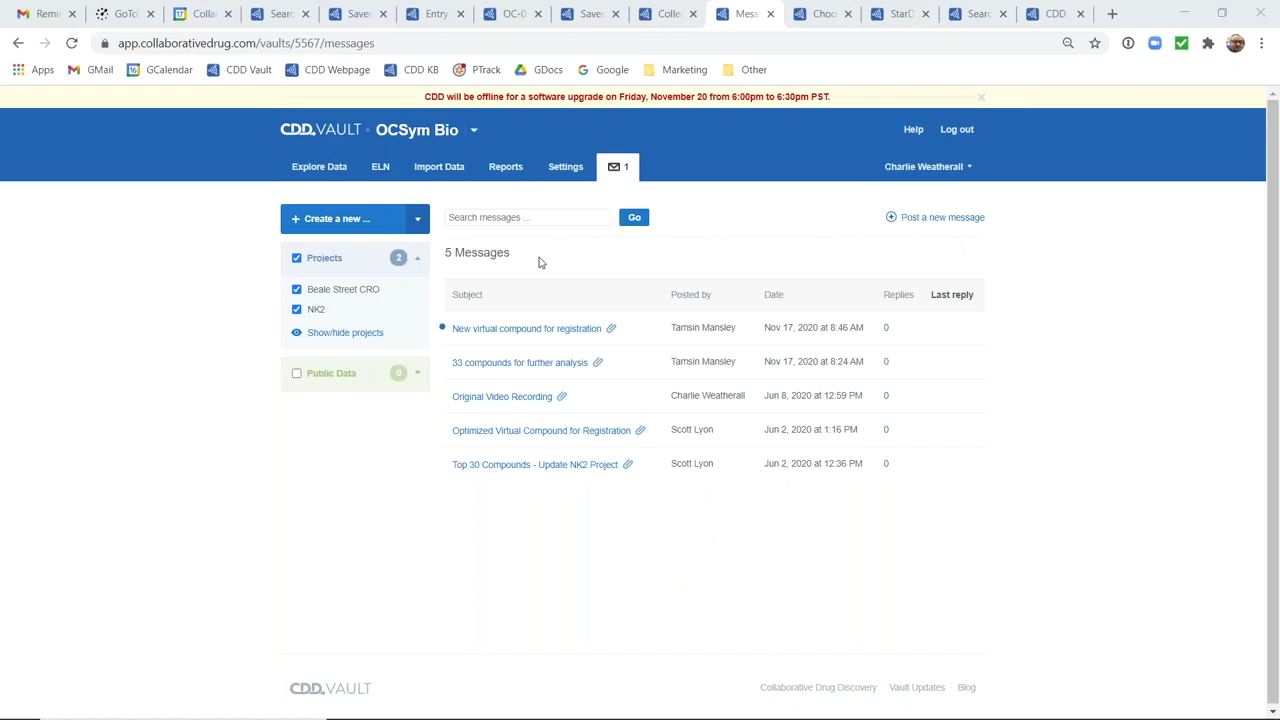 Remin
GoTo
Colla
Searc
Saved
Entry
OC-0
Saved
Colle
Mess
Choo
StarD
Searc
CDD
app.collaborativedrug.com/vaults/5567/messages
Apps GMail GCalendar CDD Vault CDD Webpage CDD KB PTrack GDocs Google Marketing Other
CDD will be offline for a software upgrade on Friday, November 20 from 6:00pm to 6:30pm PST.
CDD VAULT OCSym Bio
Help Log out
Explore Data ELN Import Data Reports Settings 1 Charlie Weatherall
+ Create a new ...
Search messages ... Go
Post a new message
Projects 2
5 Messages
Beale Street CRO
NK2
Show/hide projects
Public Data 0
Subject Posted by Date Replies Last reply
New virtual compound for registration Tamsin Mansley Nov 17, 2020 at 8:46 AM 0
33 compounds for further analysis Tamsin Mansley Nov 17, 2020 at 8:24 AM 0
Original Video Recording Charlie Weatherall Jun 8, 2020 at 12:59 PM 0
Optimized Virtual Compound for Registration Scott Lyon Jun 2, 2020 at 1:16 PM 0
Top 30 Compounds - Update NK2 Project Scott Lyon Jun 2, 2020 at 12:36 PM 0
CDD VAULT
Collaborative Drug Discovery · Vault Updates · Blog